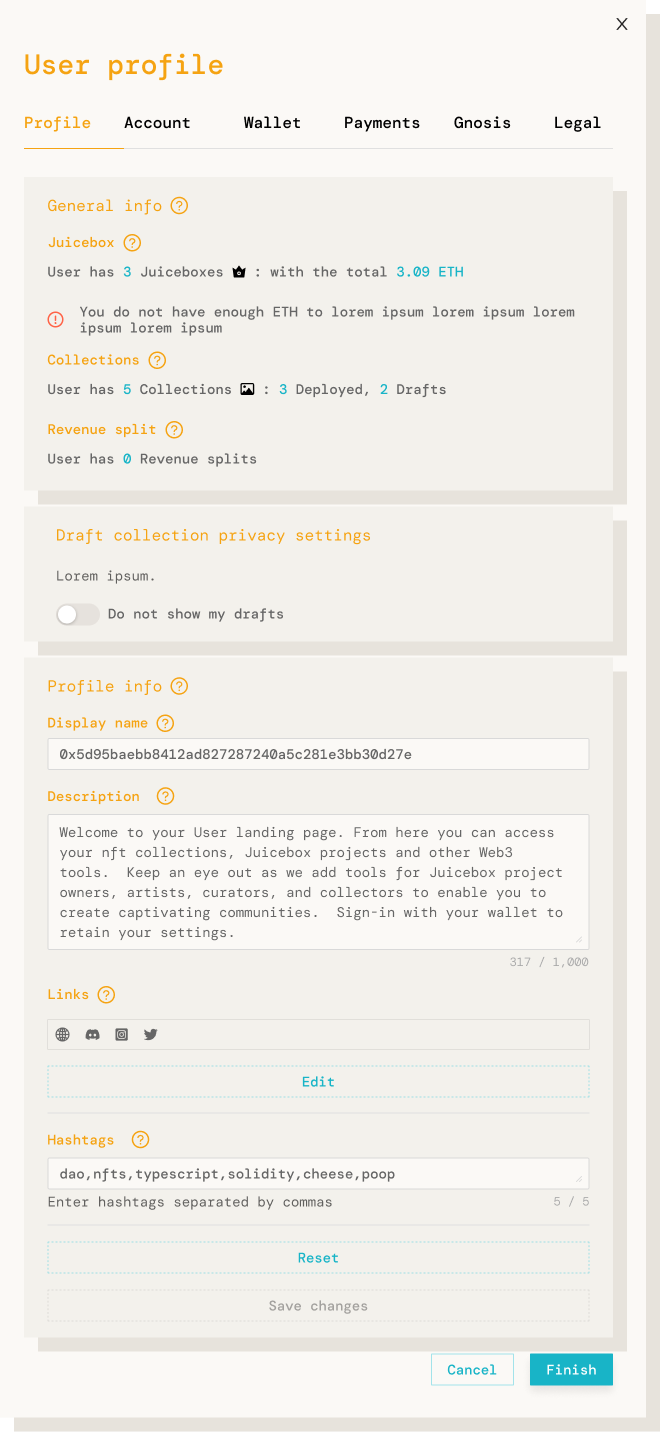 X
User profile
Profile Account Wallet Payments Gnosis Legal
General info ?
Juicebox ?
User has 3 Juiceboxes : with the total 3.09 ETH
You do not have enough ETH to lorem ipsum lorem ipsum lorem
ipsum lorem ipsum
Collections ?
User has 5 Collections : 3 Deployed, 2 Drafts
Revenue split ?
User has 0 Revenue splits
Draft collection privacy settings
Lorem ipsum.
Do not show my drafts
Profile info ?
Display name ?
0x5d95baebb8412ad827287240a5c281e3bb30d27e
Description ?
Welcome to your User landing page. From here you can access
your nft collections, Juicebox projects and other Web3
tools.  Keep an eye out as we add tools for Juicebox project
owners, artists, curators, and collectors to enable you to
create captivating communities.  Sign-in with your wallet to
retain your settings.
317 / 1,000
Links ?
Edit
Hashtags ?
dao,nfts,typescript,solidity,cheese,poop
Enter hashtags separated by commas 5 / 5
Reset
Save changes
Cancel Finish